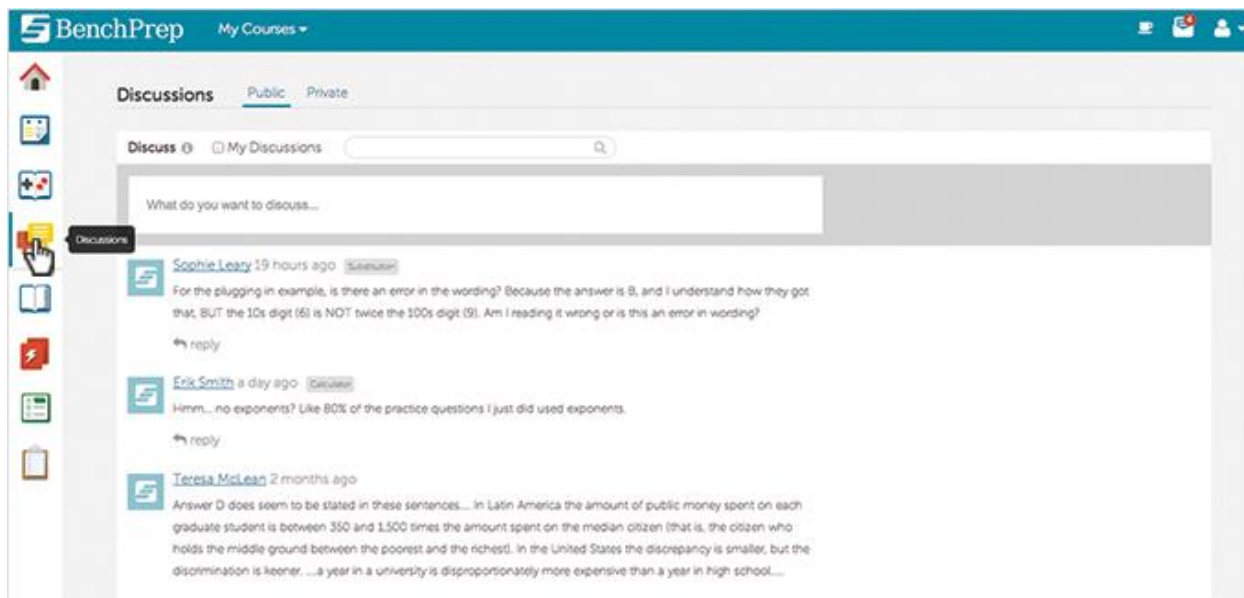 BenchPrep My Courses 4
Discussions Public Private
Discuss My Discussions
What do you want to discuss...
Discussions
Sophie Leary 19 hours ago Substitution
For the plugging in example, is there an error in the wording? Because the answer is B, and I understand how they got
that, BUT the 10s digit (6) is NOT twice the 100s digit (9). Am I reading it wrong or is this an error in wording?
reply
Erik Smith a day ago Calculator
Hmm... no exponents? Like 80% of the practice questions I just did used exponents.
reply
Teresa McLean 2 months ago
Answer D does seem to be stated in these sentences.... In Latin America the amount of public money spent on each
graduate student is between 350 and 1,500 times the amount spent on the median citizen (that is, the citizen who
holds the middle ground between the poorest and the richest). In the United States the discrepancy is smaller, but the
discrimination is keener. ....a year in a university is disproportionately more expensive than a year in high school.....